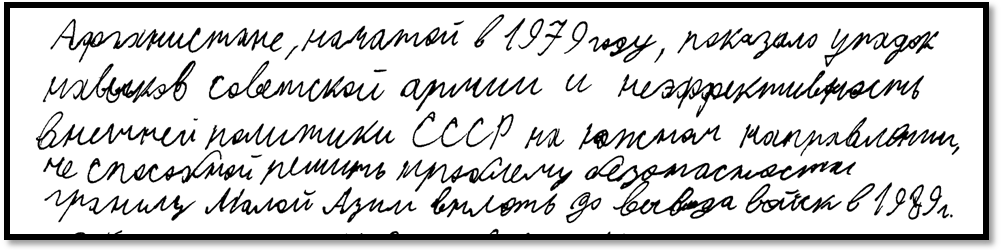 Афганистане, начатой в 1979 году, показало упадок
навыков советской армии и неэффективность
внешней политики СССР на южном направлении,
не способной решить проблему безопасности
границ Малой Азии вплоть до вывода войск в 1989г.